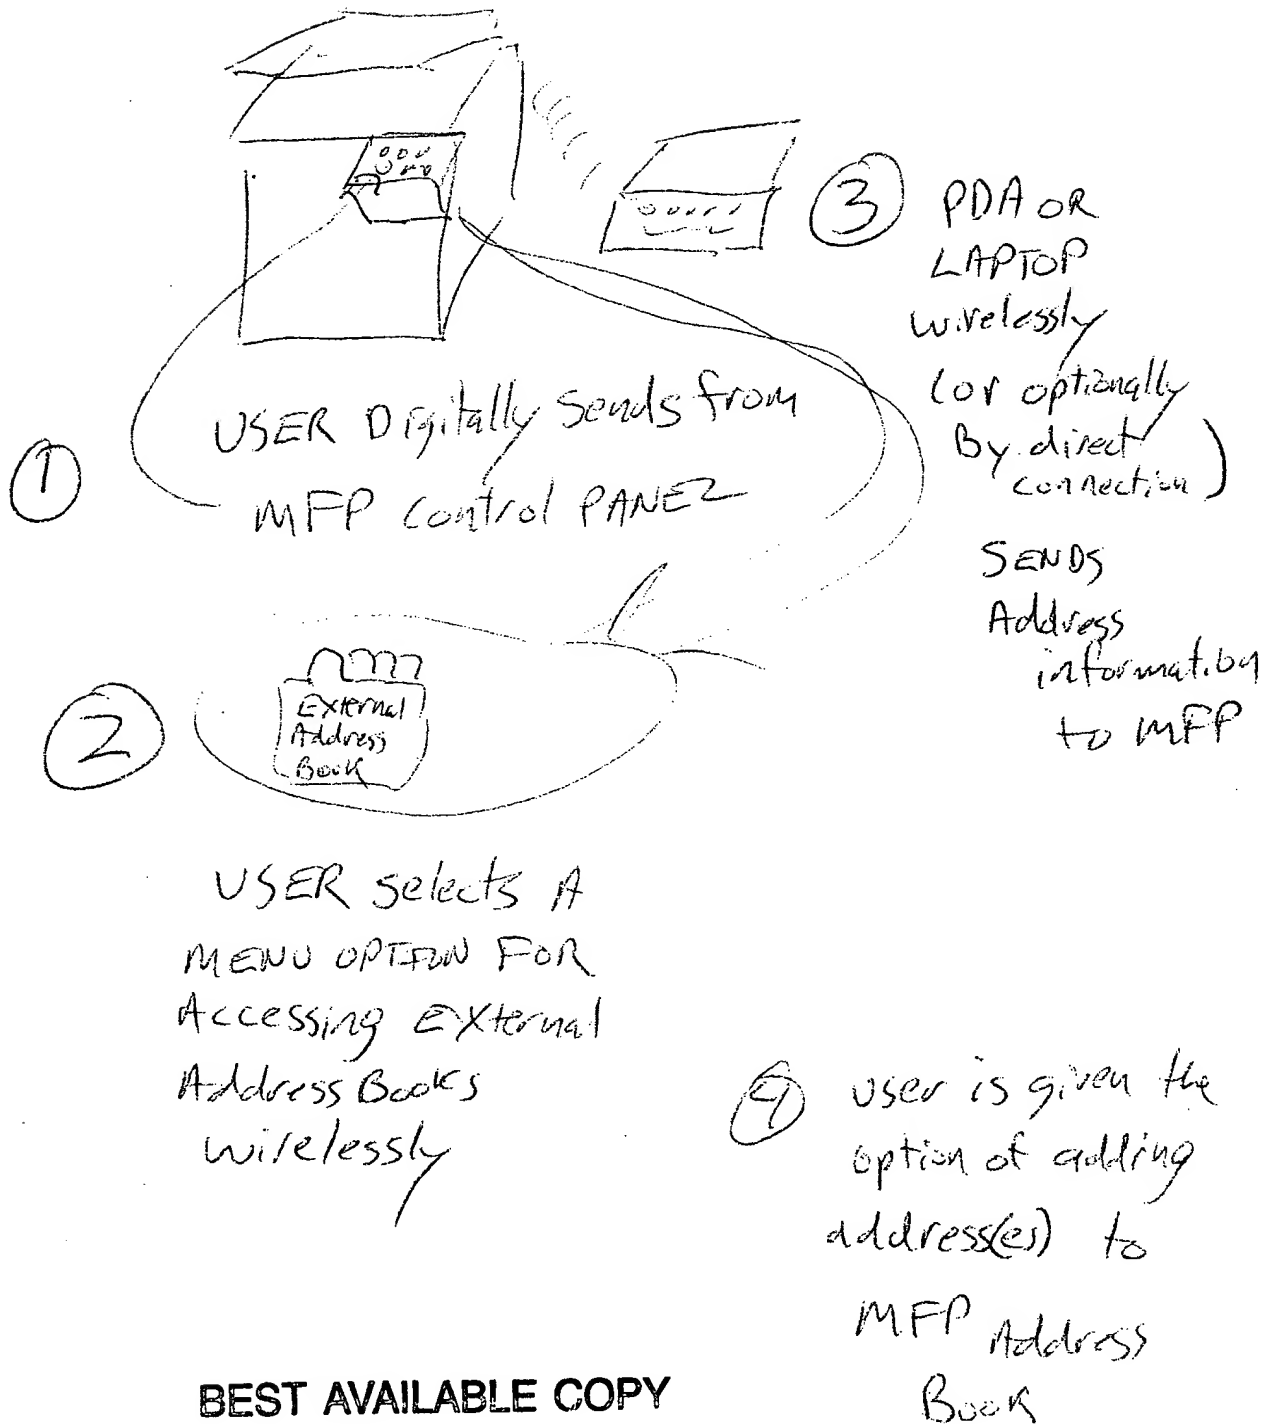 1
USER Digitally Sends from
MFP control PANEL
2
External
Address
Book
USER selects A
MENU OPTION FOR
Accessing External
Address Books
wirelessly
3
PDA OR
LAPTOP
wirelessly
(or optionally
By direct
connection)
SENDS
Address
information
to MFP
4
user is given the
option of adding
address(es) to
MFP Address
Book
BEST AVAILABLE COPY